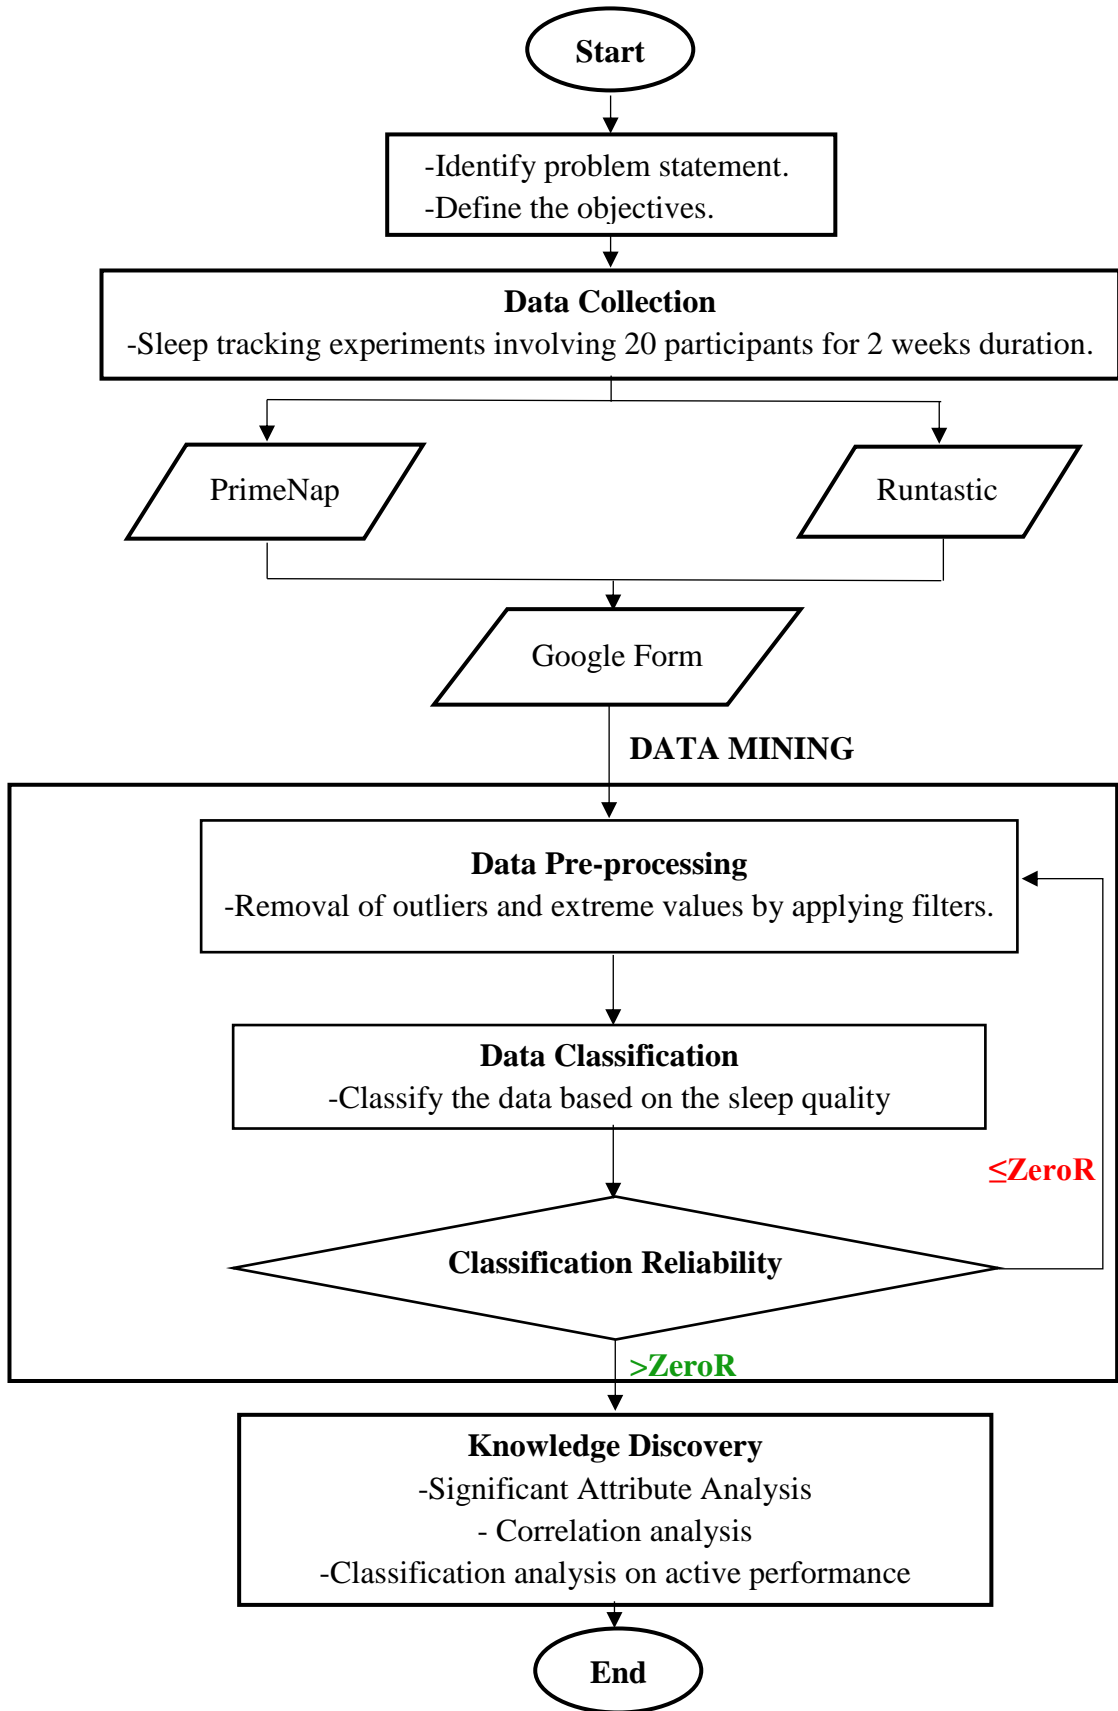 Start
-Identify problem statement.
-Define the objectives.
Data Collection
-Sleep tracking experiments involving 20 participants for 2 weeks duration.
PrimeNap
Runtastic
Google Form
DATA MINING
Data Pre-processing
-Removal of outliers and extreme values by applying filters.
Data Classification
-Classify the data based on the sleep quality
≤ZeroR
Classification Reliability
>ZeroR
Knowledge Discovery
-Significant Attribute Analysis
- Correlation analysis
-Classification analysis on active performance
End